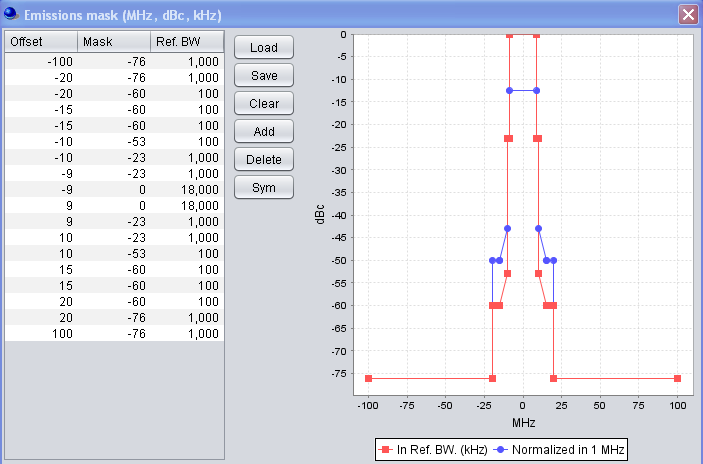 Emissions mask (MHz, dBc, kHz)
Offset Mask Ref. BW
-100 -76 1,000
-20 -76 1,000
-20 -60 100
-15 -60 100
-15 -60 100
-10 -53 100
-10 -23 1,000
-9 -23 1,000
-9 0 18,000
9 0 18,000
9 -23 1,000
10 -23 1,000
10 -53 100
15 -60 100
15 -60 100
20 -60 100
20 -76 1,000
100 -76 1,000
Load
Save
Clear
Add
Delete
Sym
0
-5
-10
-15
-20
-25
-30
-35
-40
-45
-50
-55
-60
-65
-70
-75
dBc
-100 -75 -50 -25 0 25 50 75 100
MHz
In Ref. BW. (kHz) Normalized in 1 MHz